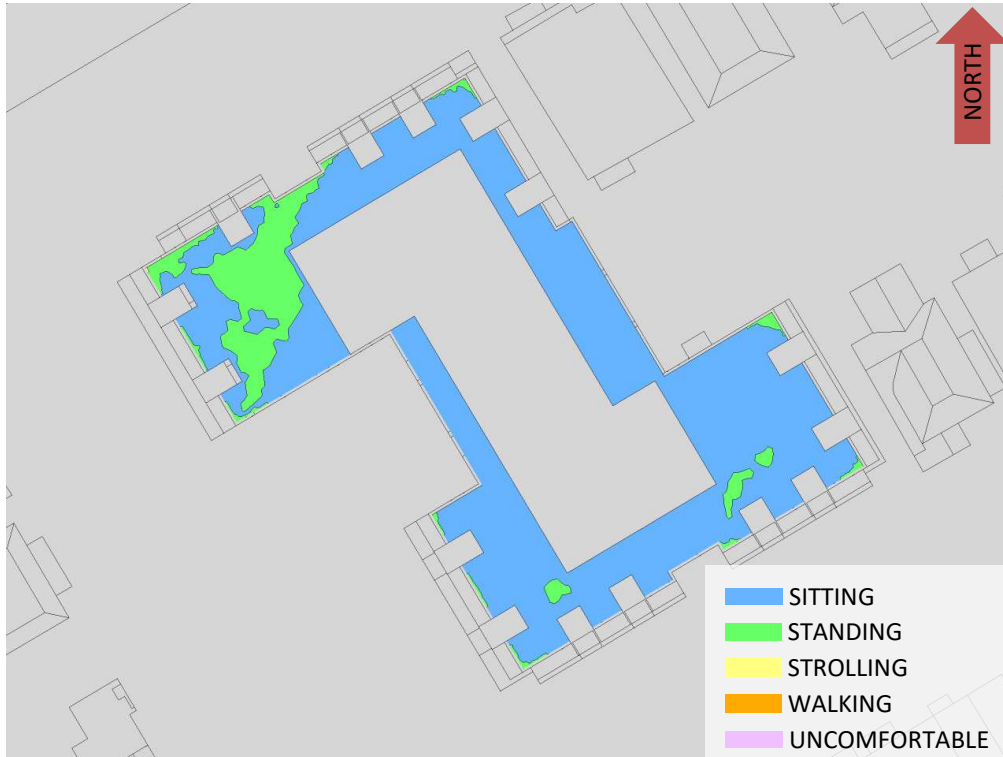 NORTH
SITTING
STANDING
STROLLING
WALKING
UNCOMFORTABLE